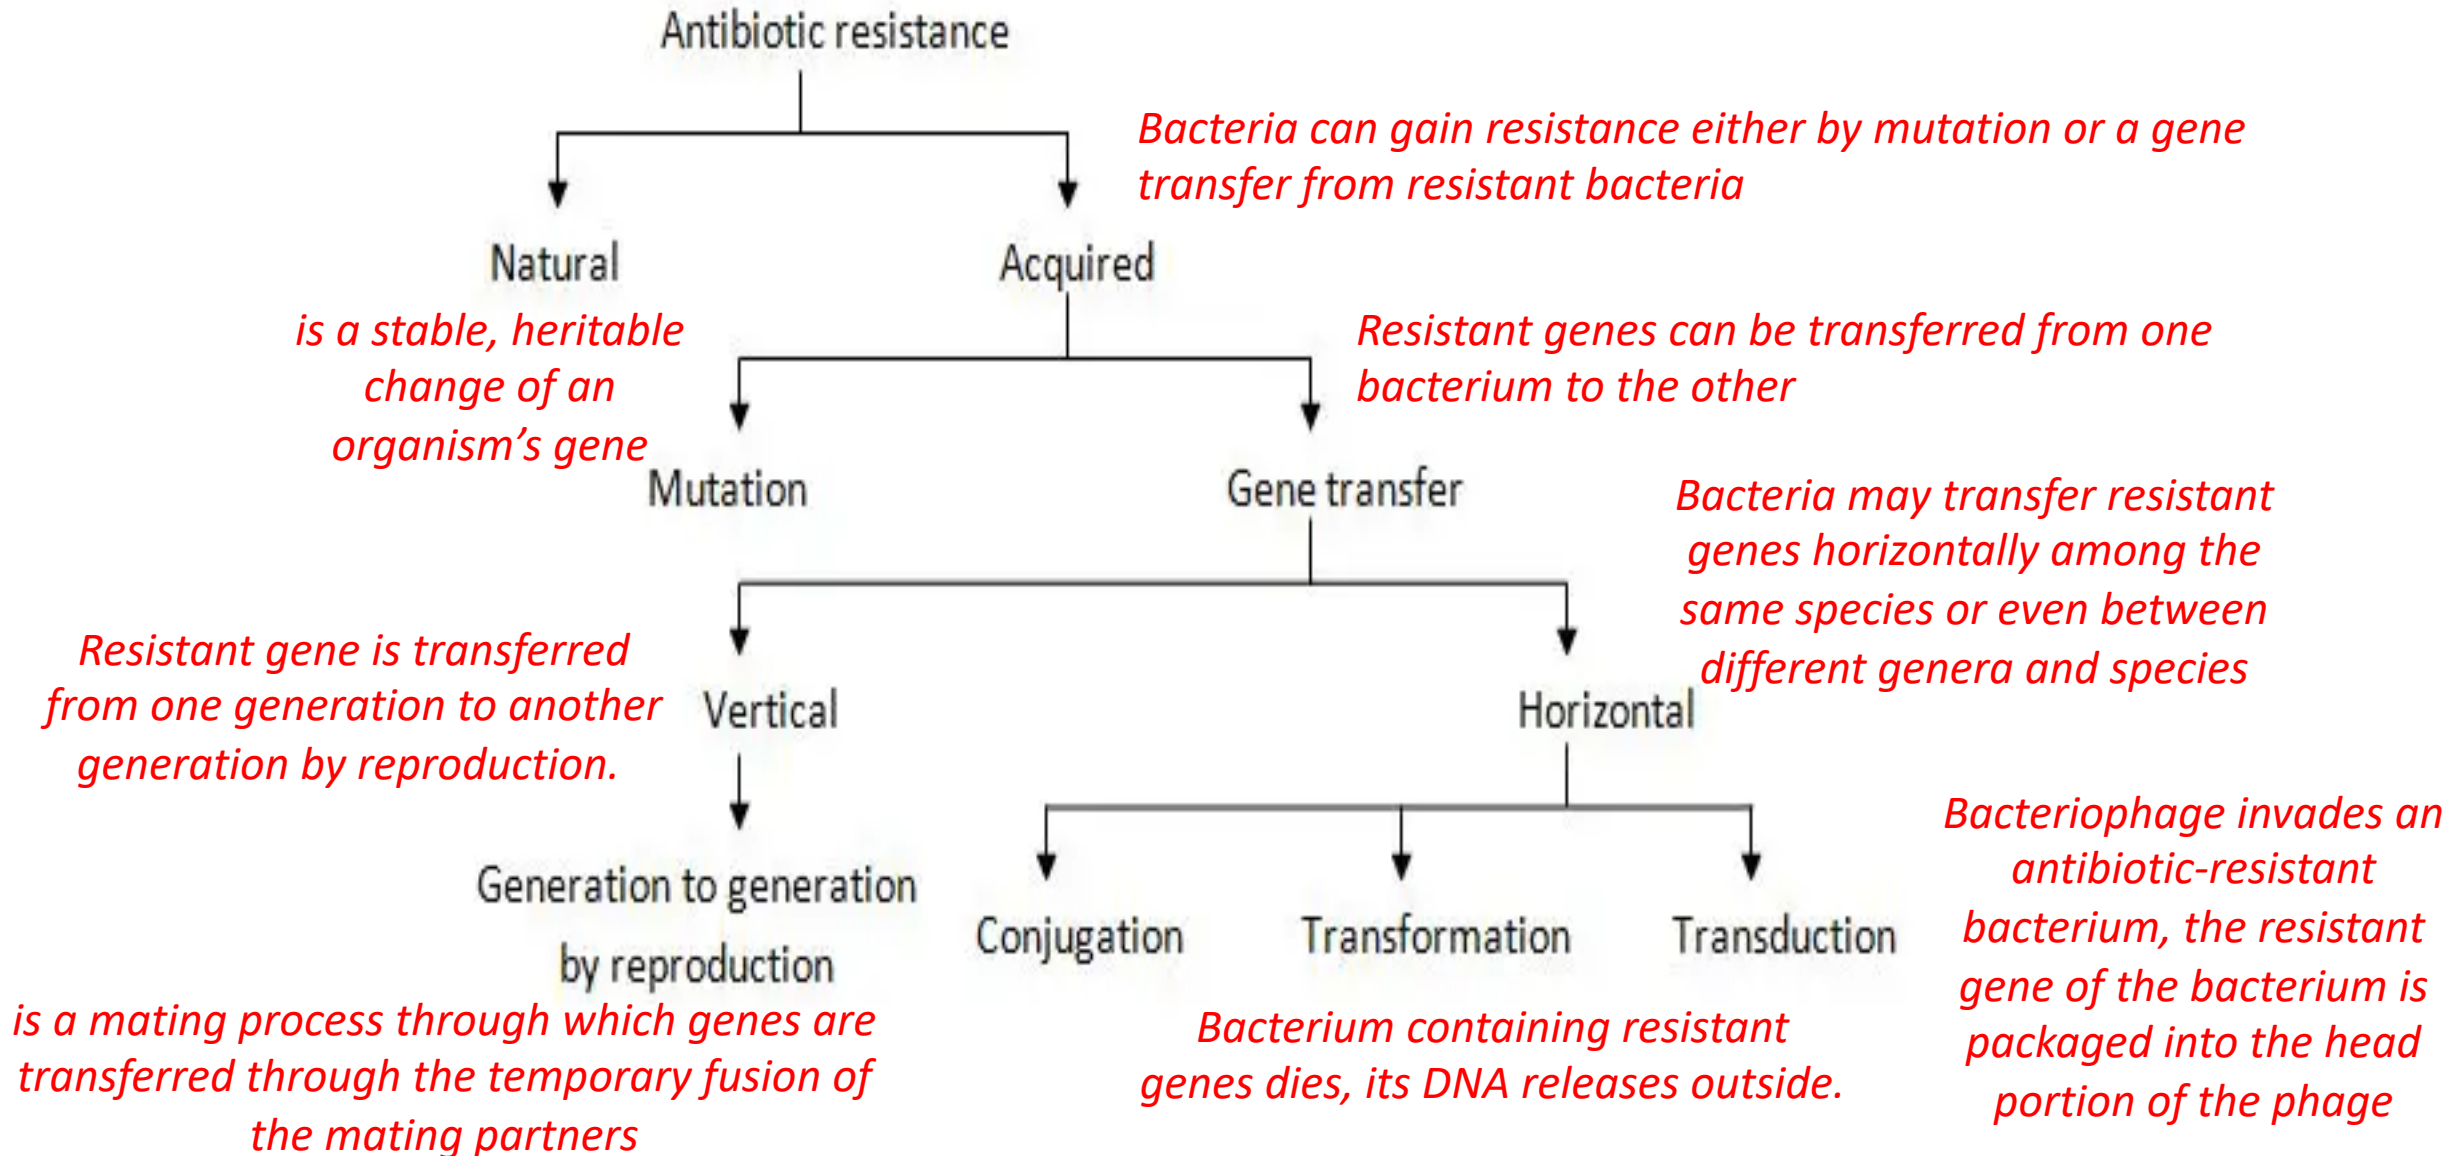 Antibiotic resistance
Bacteria can gain resistance either by mutation or a gene
transfer from resistant bacteria
Natural
Acquired
is a stable, heritable
change of an
organism’s gene
Resistant genes can be transferred from one
bacterium to the other
Mutation
Gene transfer
Bacteria may transfer resistant
genes horizontally among the
same species or even between
different genera and species
Resistant gene is transferred
from one generation to another
generation by reproduction.
Vertical
Horizontal
Generation to generation
by reproduction
Conjugation
Transformation
Transduction
Bacteriophage invades an
antibiotic-resistant
bacterium, the resistant
gene of the bacterium is
packaged into the head
portion of the phage
is a mating process through which genes are
transferred through the temporary fusion of
the mating partners
Bacterium containing resistant
genes dies, its DNA releases outside.